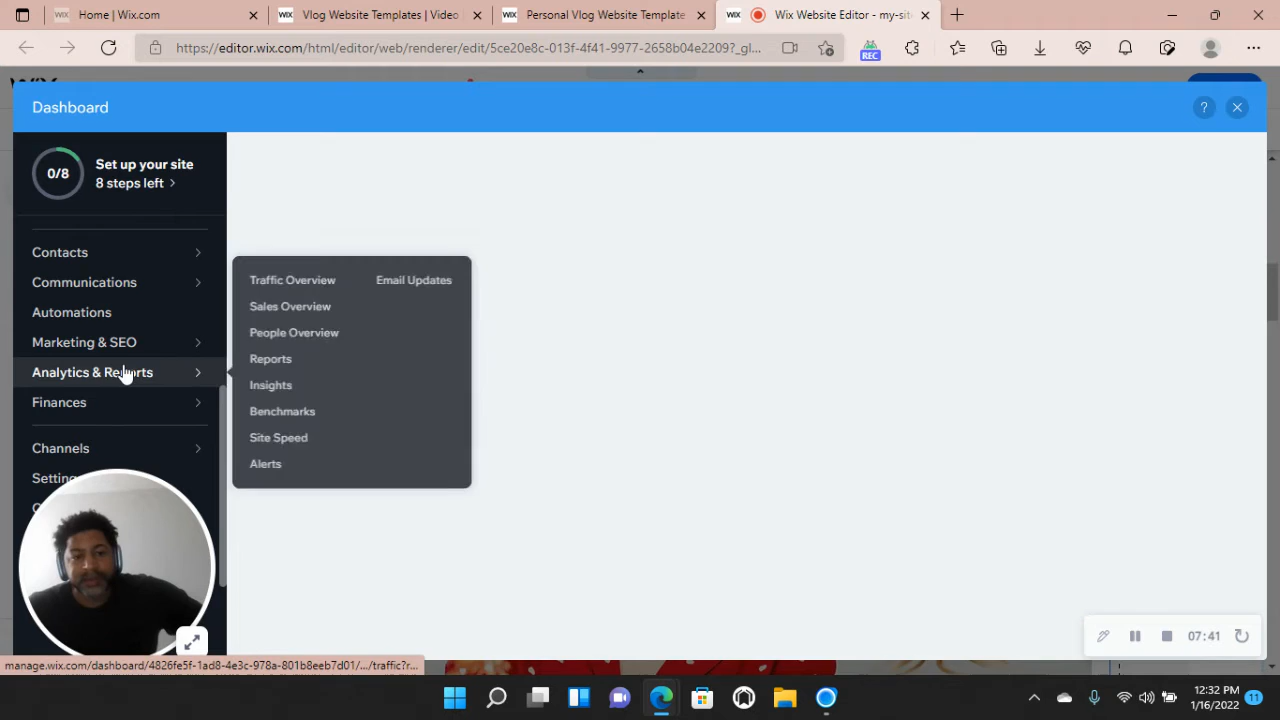 Home | Wix.com
Vlog Website Templates | Video
Personal Vlog Website Template
Wix Website Editor - my-sit
https://editor.wix.com/html/editor/web/renderer/edit/5ce20e8c-013f-4f41-9977-2658b04e2209?_gl...
REC
Dashboard
?
0/8
Set up your site
8 steps left
Contacts
Communications
Automations
Marketing & SEO
Analytics & Reports
Finances
Channels
Traffic Overview
Email Updates
Sales Overview
People Overview
Reports
Insights
Benchmarks
Site Speed
Alerts
07:41
manage.wix.com/dashboard/4826fe5f-1ad8-4e3c-978a-801b8eeb7d01/.../traffic?r...
12:32 PM
1/16/2022
11